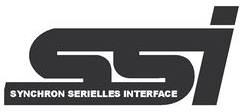 SSi
SYNCHRON SERIELLES INTERFACE